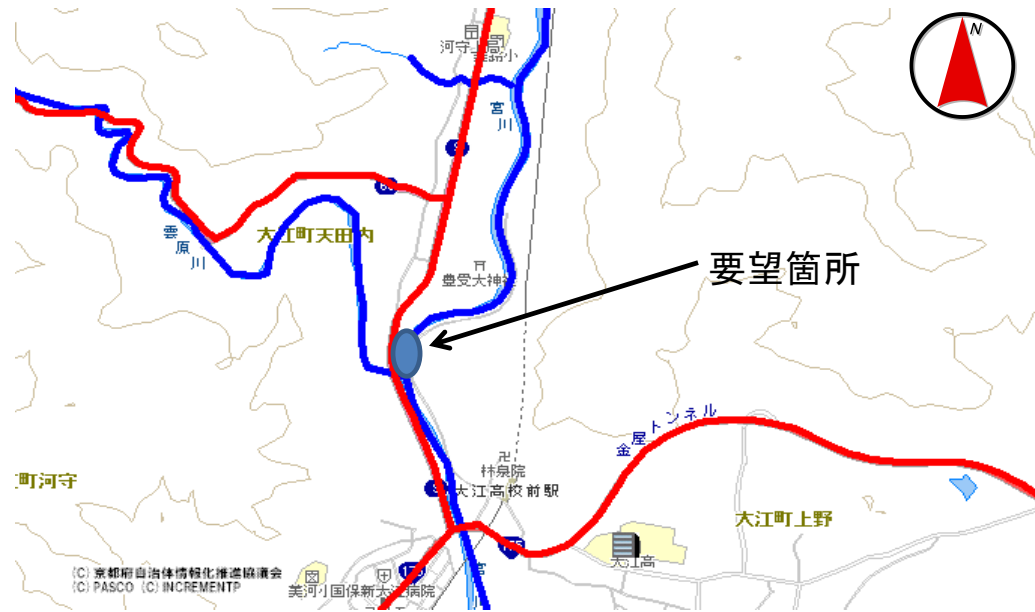 N
河守上
宮川
雲原川
大江町天田内
豊受大神社
要望箇所
金屋トンネル
卍
林泉院
大江高校前駅
町河守
大江町上野
大江高
(C) 京都府自治体情報化推進協議会
(C) PASCO (C) INCREMENTP
美河小
国保新大江病院